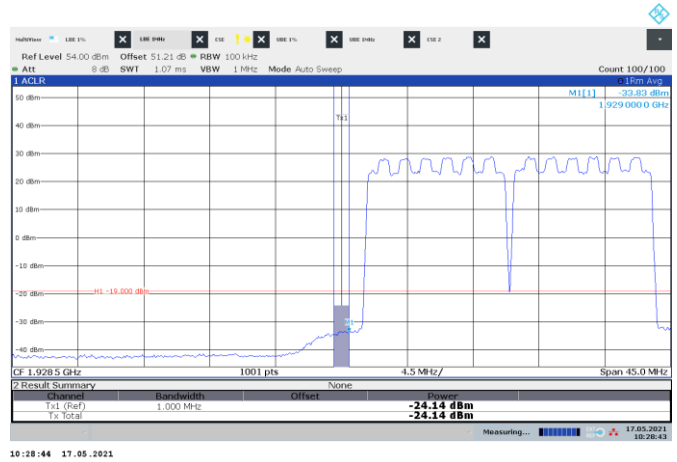 MultiView LBE 1% LBE 1MHz CSE UBE 1% UBE 1MHz CSE 2
Ref Level 54.00 dBm Offset 51.21 dB RBW 100 kHz
Att 8 dB SWT 1.07 ms VBW 1 MHz Mode Auto Sweep Count 100/100
1 ACLR 1Rm Avg
M1[1] -33.83 dBm
1.929 000 0 GHz
50 dBm
Tx1
40 dBm
30 dBm
20 dBm
10 dBm
0 dBm
-10 dBm
H1 -19.000 dBm
-20 dBm
-30 dBm
-40 dBm
CF 1.9285 GHz 1001 pts 4.5 MHz/ Span 45.0 MHz
2 Result Summary None
Channel Bandwidth Offset Power
Tx1 (Ref) 1.000 MHz -24.14 dBm
Tx Total -24.14 dBm
Measuring... 17.05.2021
10:28:43
10:28:44 17.05.2021